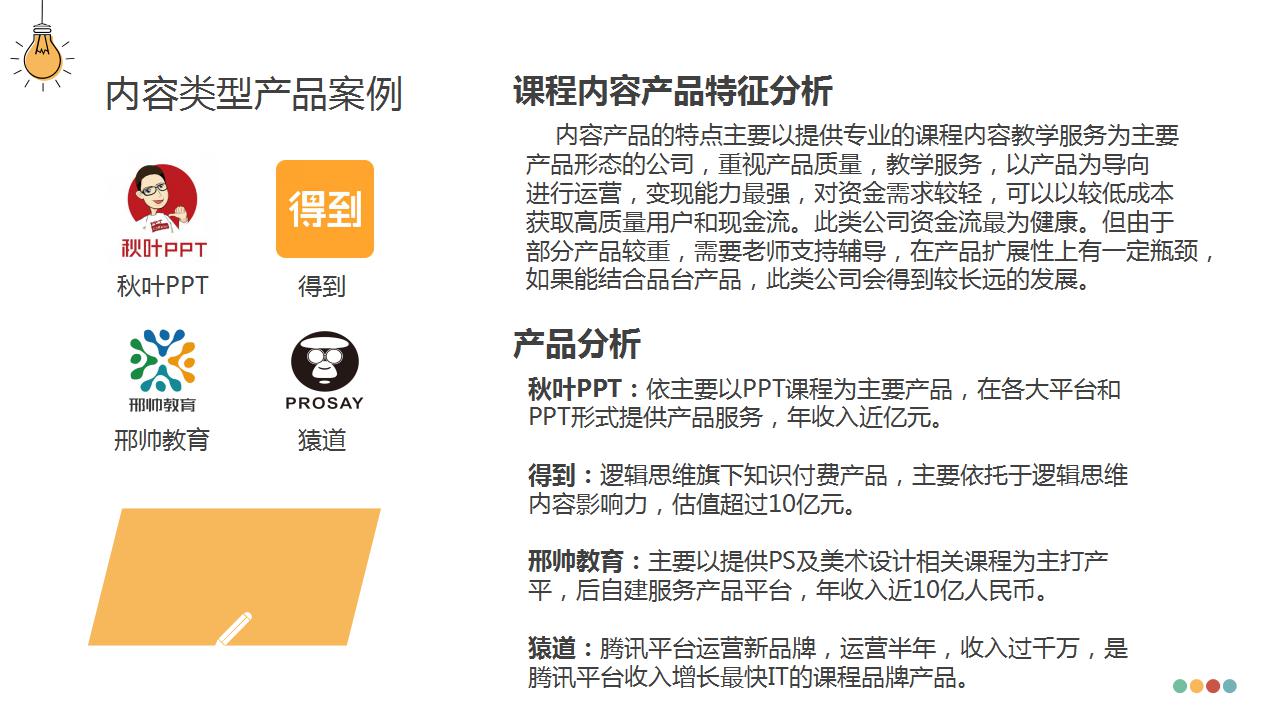 内容类型产品案例
秋叶PPT
秋叶PPT
得到
得到
邢帅教育
邢帅教育
PROSAY
猿道
课程内容产品特征分析
内容产品的特点主要以提供专业的课程内容教学服务为主要
产品形态的公司，重视产品质量，教学服务，以产品为导向
进行运营，变现能力最强，对资金需求较轻，可以以较低成本
获取高质量用户和现金流。此类公司资金流最为健康。但由于
部分产品较重，需要老师支持辅导，在产品扩展性上有一定瓶颈，
如果能结合品台产品，此类公司会得到较长远的发展。
产品分析
秋叶PPT：依主要以PPT课程为主要产品，在各大平台和
PPT形式提供产品服务，年收入近亿元。
得到：逻辑思维旗下知识付费产品，主要依托于逻辑思维
内容影响力，估值超过10亿元。
邢帅教育：主要以提供PS及美术设计相关课程为主打产
平，后自建服务产品平台，年收入近10亿人民币。
猿道：腾讯平台运营新品牌，运营半年，收入过千万，是
腾讯平台收入增长最快IT的课程品牌产品。